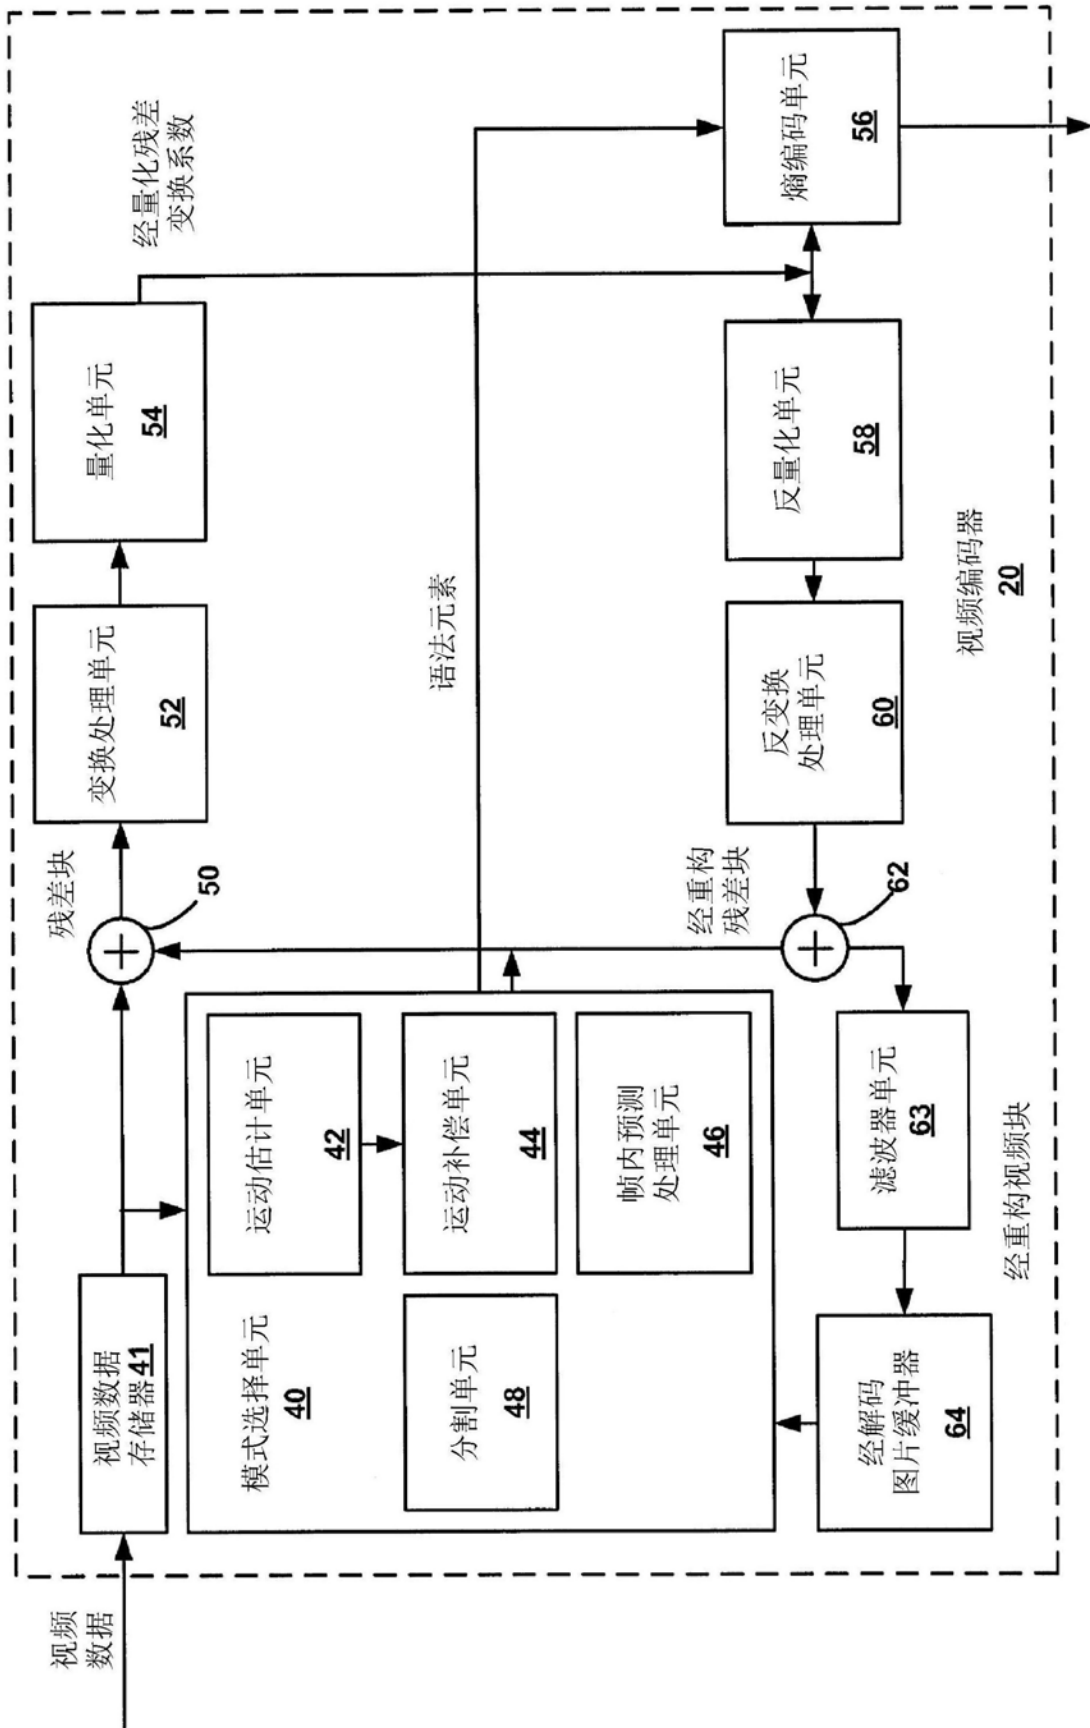 视频
数据
视频数据
存储器41
残差块
50
变换处理单元
52
量化单元
54
经量化残差
变换系数
模式选择单元
40
运动估计单元
42
运动补偿单元
44
帧内预测
处理单元
46
分割单元
48
语法元素
熵编码单元
56
反量化单元
58
反变换
处理单元
60
经重构
残差块
62
滤波器单元
63
经解码
图片缓冲器
64
经重构视频块
视频编码器
20